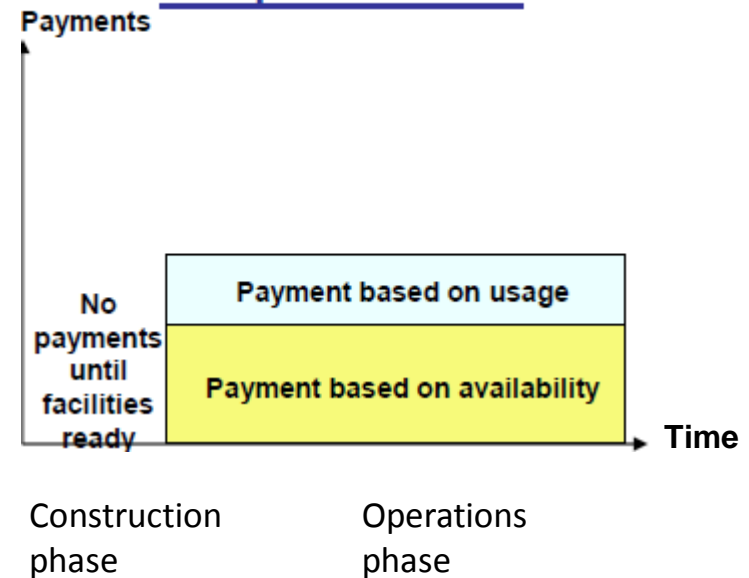 Payments
Payment based on usage
No
payments
until
facilities
ready
Payment based on availability
Time
Construction
phase
Operations
phase